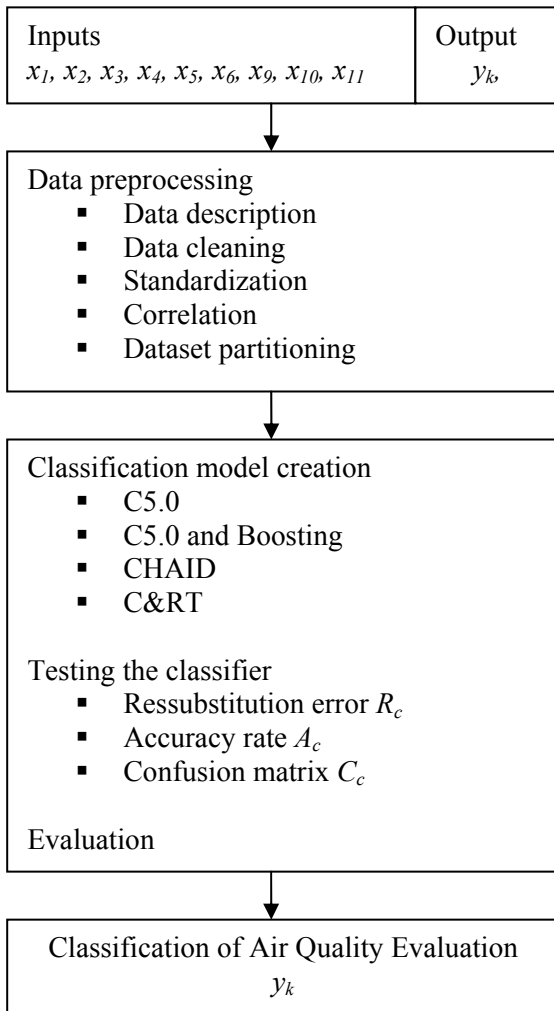 Inputs
x1, x2, x3, x4, x5, x6, x9, x10, x11
Output
yk,
Data preprocessing
▪ Data description
▪ Data cleaning
▪ Standardization
▪ Correlation
▪ Dataset partitioning
Classification model creation
▪ C5.0
▪ C5.0 and Boosting
▪ CHAID
▪ C&RT
Testing the classifier
▪ Ressubstitution error Rc
▪ Accuracy rate Ac
▪ Confusion matrix Cc
Evaluation
Classification of Air Quality Evaluation
yk